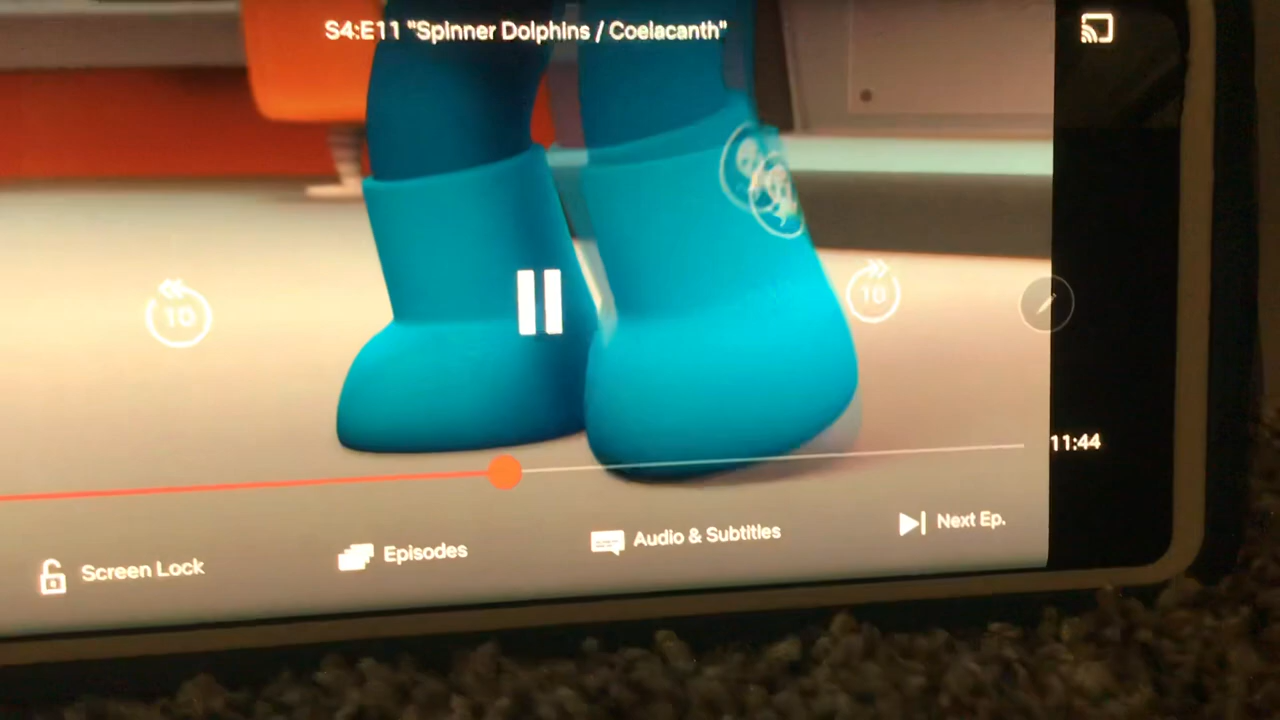 S4:E11 "Spinner Dolphins / Coelacanth"
10
10
11:44
Screen Lock
Episodes
Audio & Subtitles
Next Ep.